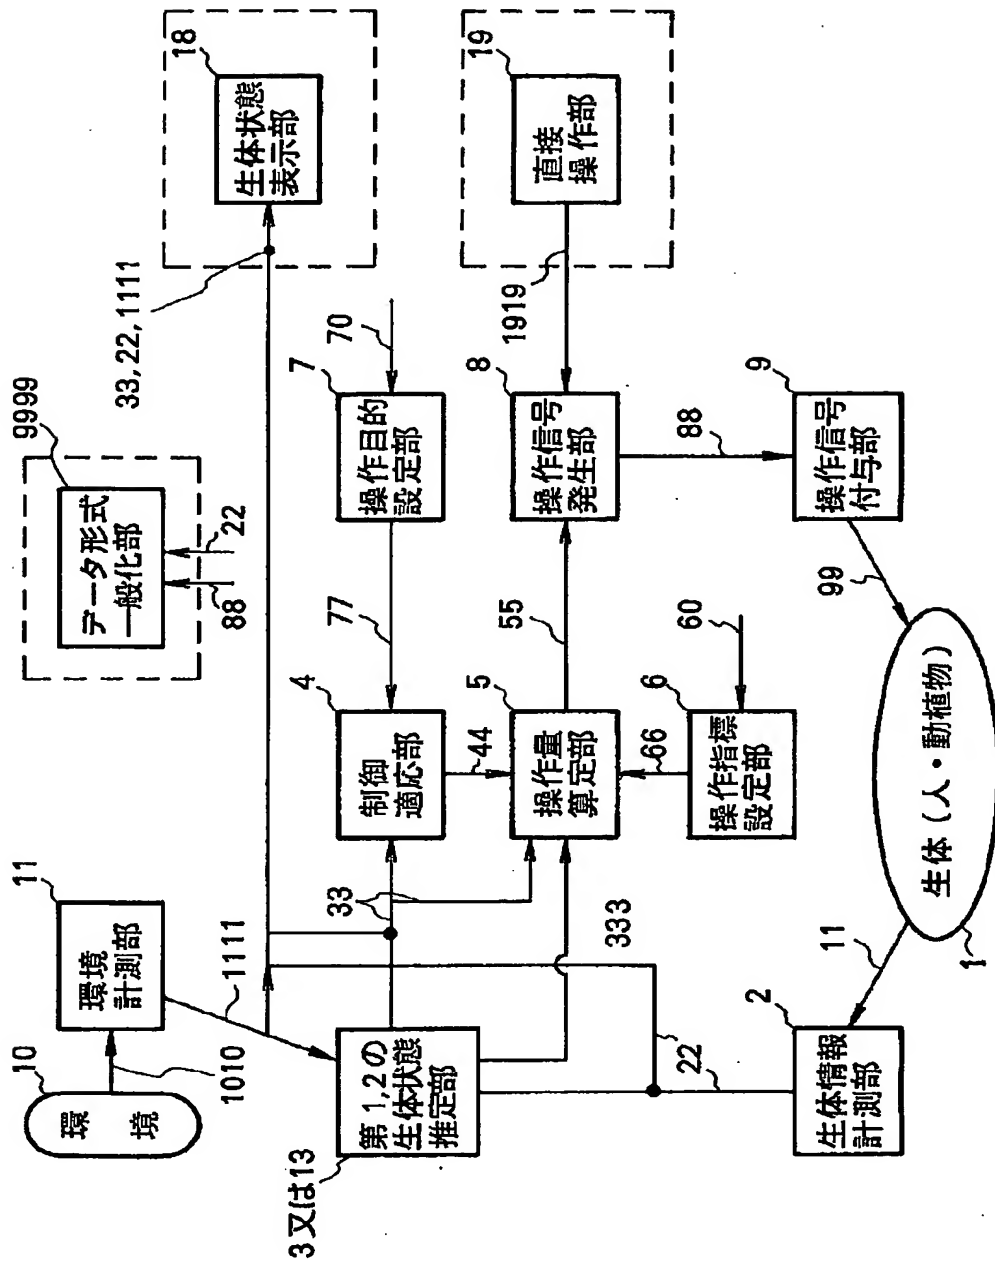 10
環境
1010
11
環境
計測部
1111
3又は13
第1,2の
生体状態
推定部
33
333
22
2
生体情報
計測部
11
1
生体(人・動植物)
99
9
操作信号
付与部
88
8
操作信号
発生部
55
5
操作量
算定部
44
4
制御
適応部
66
6
操作指標
設定部
60
77
7
操作目的
設定部
70
1919
19
直接
操作部
18
生体状態
表示部
33,22,1111
9999
データ形式
一般化部
88
22